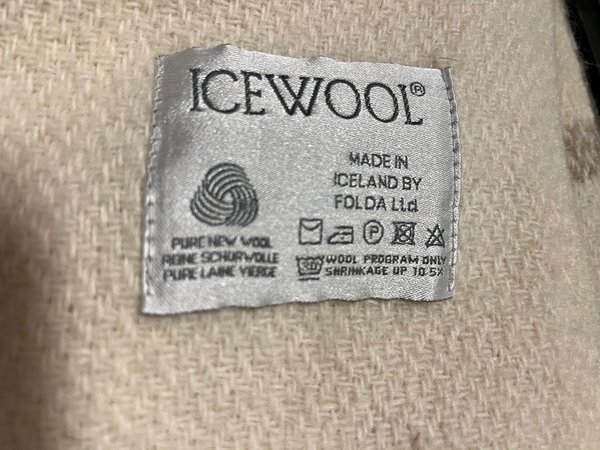 ICEWOOL®
MADE IN
ICELAND BY
FOLDA Ltd
PURE NEW WOOL
REINE SCHURWOLLE
PURE LAINE VIERGE
P
WOOL PROGRAM ONLY
SHRINKAGE UP TO 5%